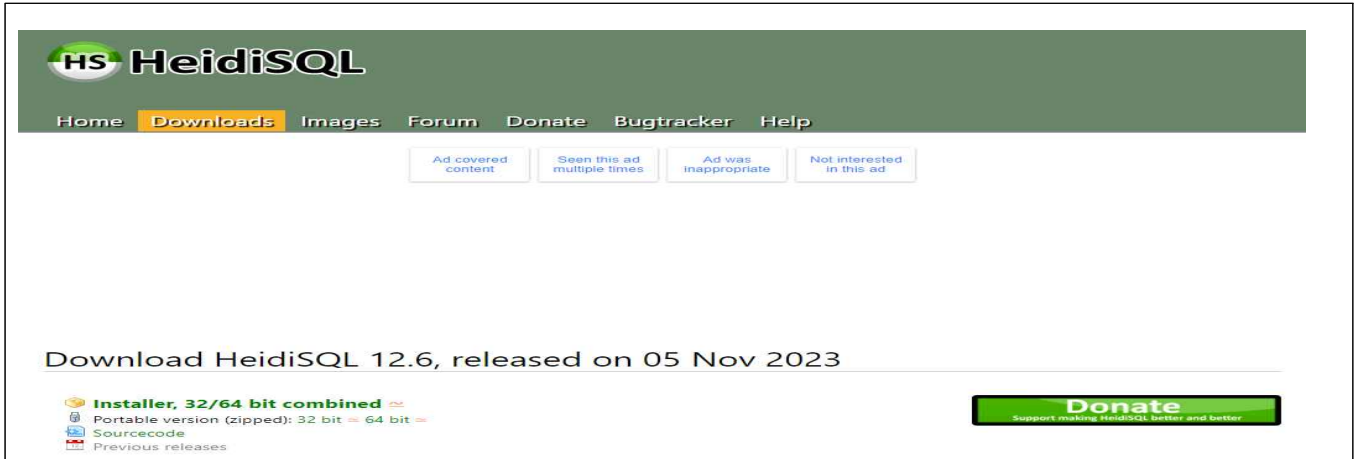 HS HeidiSQL
Home Downloads Images Forum Donate Bugtracker Help
Ad covered content
Seen this ad multiple times
Ad was inappropriate
Not interested in this ad
Download HeidiSQL 12.6, released on 05 Nov 2023
Installer, 32/64 bit combined
Portable version (zipped): 32 bit 64 bit
Sourcecode
Previous releases
Donate
Support making HeidiSQL better and better